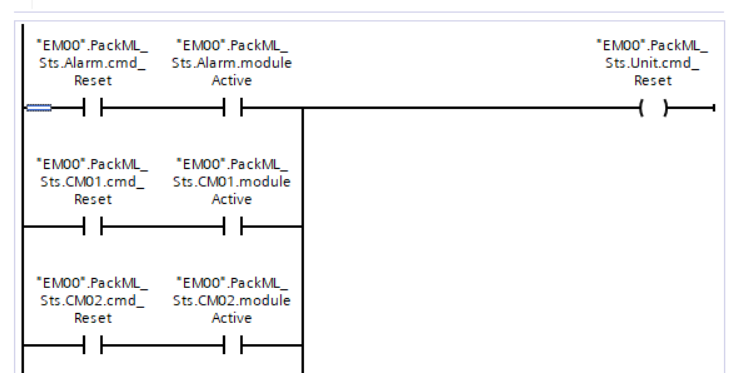 "EM00".PackML_
Sts.Alarm.cmd_
Reset
"EM00".PackML_
Sts.Alarm.module
Active
"EM00".PackML_
Sts.Unit.cmd_
Reset
"EM00".PackML_
Sts.CM01.cmd_
Reset
"EM00".PackML_
Sts.CM01.module
Active
"EM00".PackML_
Sts.CM02.cmd_
Reset
"EM00".PackML_
Sts.CM02.module
Active